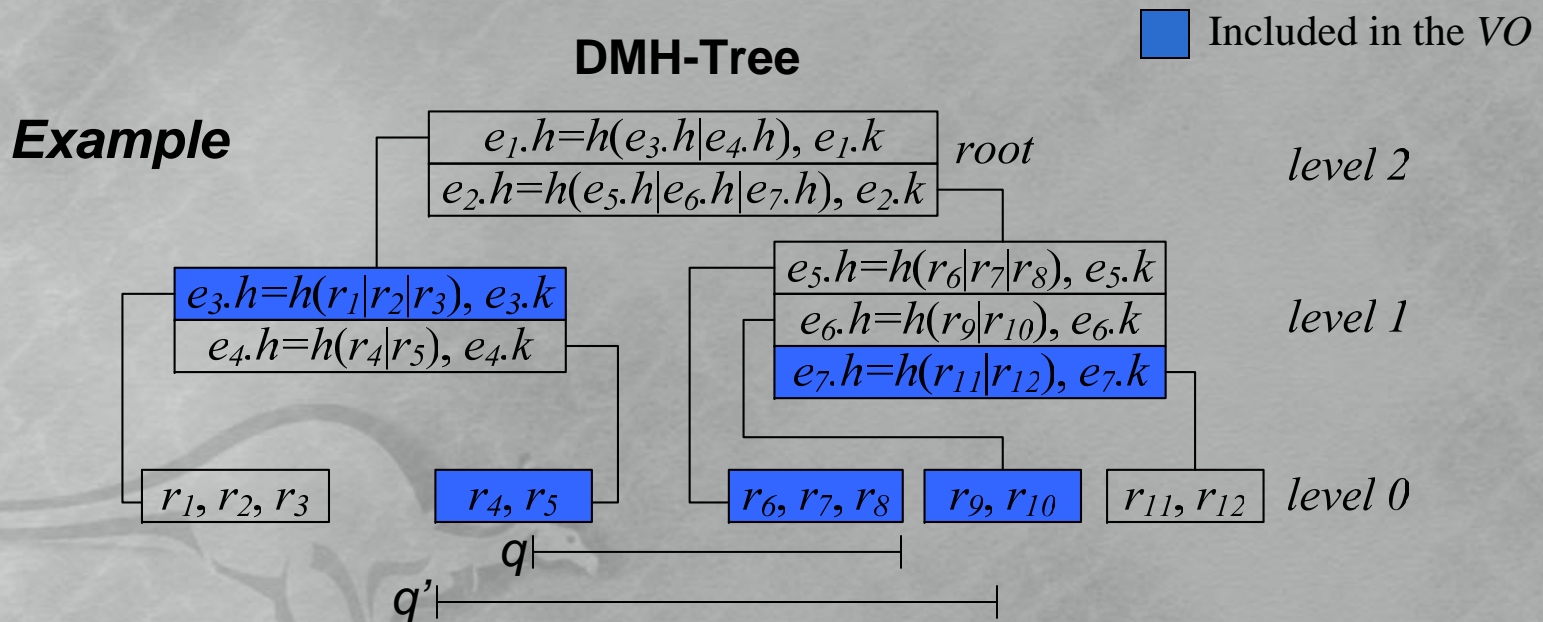 Included in the VO
DMH-Tree
Example
e₁.h=h(e₃.h|e₄.h), e₁.k
root
level 2
e₂.h=h(e₅.h|e₆.h|e₇.h), e₂.k
e₃.h=h(r₁|r₂|r₃), e₃.k
e₄.h=h(r₄|r₅), e₄.k
e₅.h=h(r₆|r₇|r₈), e₅.k
e₆.h=h(r₉|r₁₀), e₆.k
e₇.h=h(r₁₁|r₁₂), e₇.k
level 1
r₁, r₂, r₃
r₄, r₅
r₆, r₇, r₈
r₉, r₁₀
r₁₁, r₁₂
level 0
q
q’